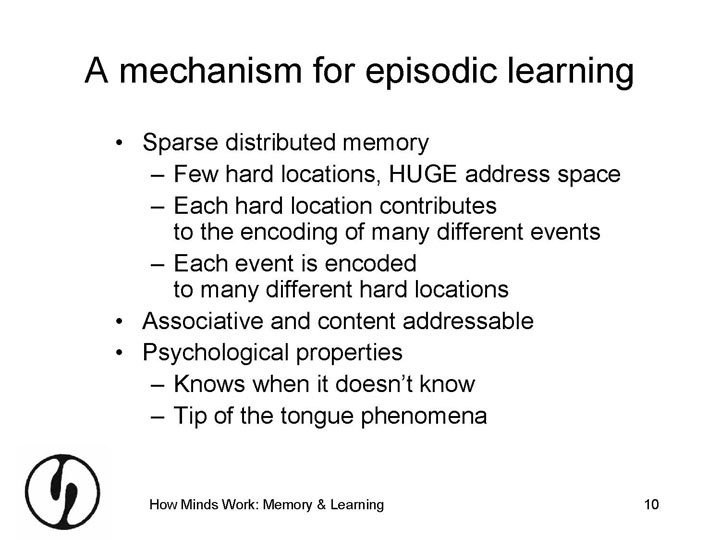 A mechanism for episodic learning
• Sparse distributed memory
– Few hard locations, HUGE address space
– Each hard location contributes
to the encoding of many different events
– Each event is encoded
to many different hard locations
• Associative and content addressable
• Psychological properties
– Knows when it doesn't know
– Tip of the tongue phenomena
How Minds Work: Memory & Learning
10